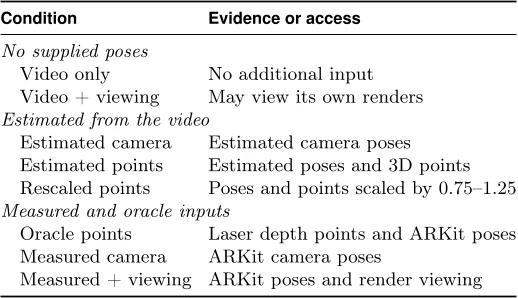 Condition Evidence or access
No supplied poses
Video only No additional input
Video + viewing May view its own renders
Estimated from the video
Estimated camera Estimated camera poses
Estimated points Estimated poses and 3D points
Rescaled points Poses and points scaled by 0.75–1.25
Measured and oracle inputs
Oracle points Laser depth points and ARKit poses
Measured camera ARKit camera poses
Measured + viewing ARKit poses and render viewing